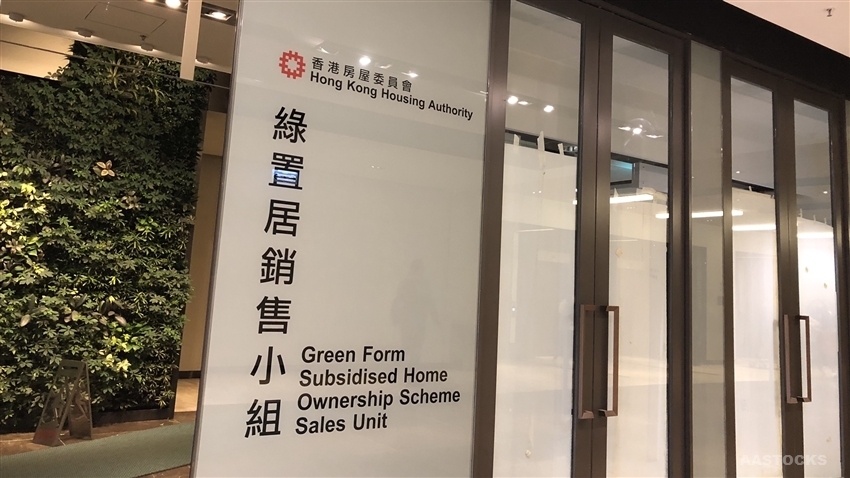 香港房屋委員會
Hong Kong Housing Authority
綠置居銷售小組
Green Form
Subsidised Home
Ownership Scheme
Sales Unit
AASTOCKS